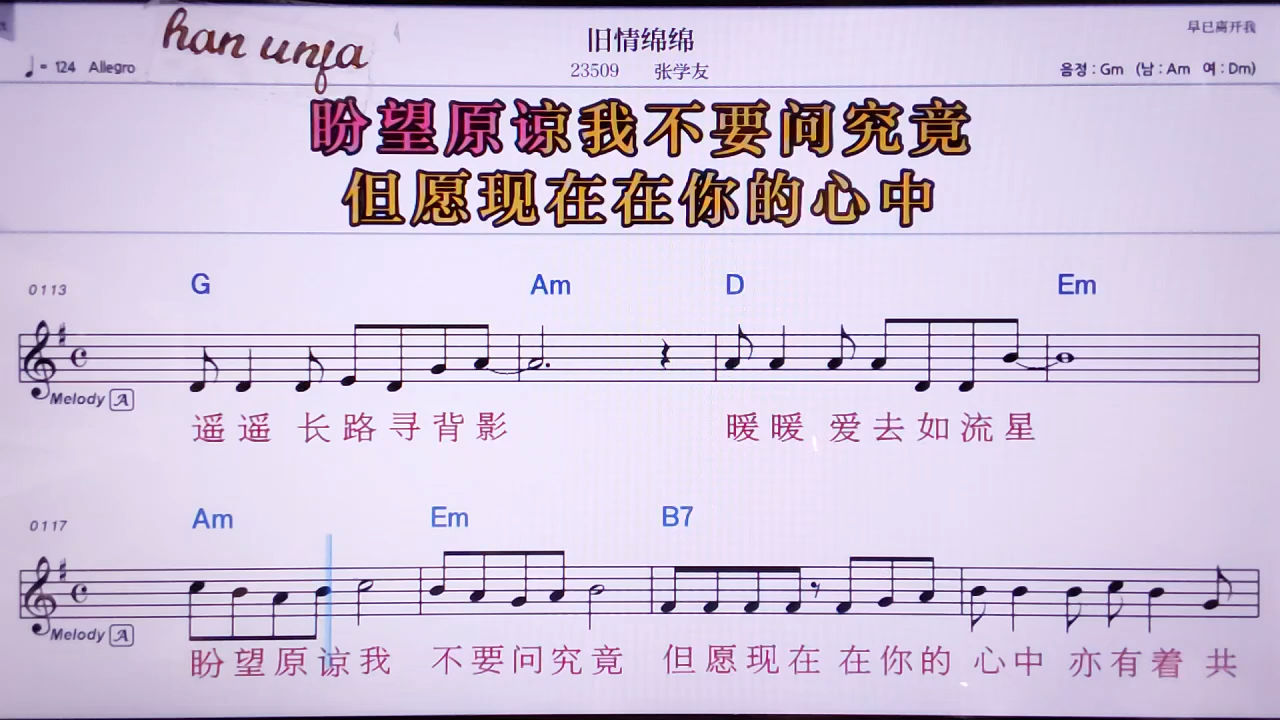 han unfa
旧情绵绵
早已离开我
♩= 124 Allegro
23509 张学友
음정 : Gm (남 : Am 여 : Dm)
盼望原谅我不要问究竟
但愿现在在你的心中
0113 G Am D Em
Melody A
遥遥 长路寻背影 暖暖 爱去如流星
0117 Am Em B7
Melody A
盼望原谅我 不要问究竟 但愿现在 在你的 心中 亦有着 共